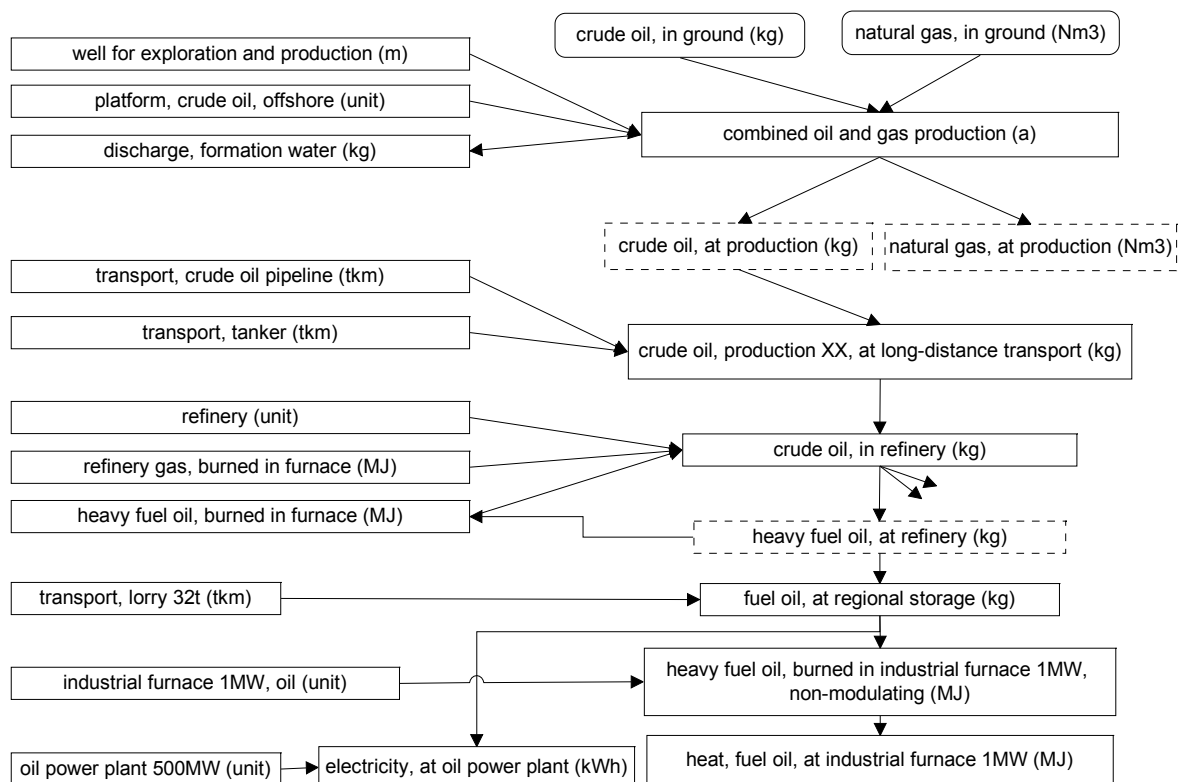 crude oil, in ground (kg)
natural gas, in ground (Nm3)
well for exploration and production (m)
platform, crude oil, offshore (unit)
discharge, formation water (kg)
combined oil and gas production (a)
crude oil, at production (kg)
natural gas, at production (Nm3)
transport, crude oil pipeline (tkm)
transport, tanker (tkm)
crude oil, production XX, at long-distance transport (kg)
refinery (unit)
refinery gas, burned in furnace (MJ)
heavy fuel oil, burned in furnace (MJ)
crude oil, in refinery (kg)
heavy fuel oil, at refinery (kg)
transport, lorry 32t (tkm)
fuel oil, at regional storage (kg)
industrial furnace 1MW, oil (unit)
heavy fuel oil, burned in industrial furnace 1MW,
non-modulating (MJ)
oil power plant 500MW (unit)
electricity, at oil power plant (kWh)
heat, fuel oil, at industrial furnace 1MW (MJ)